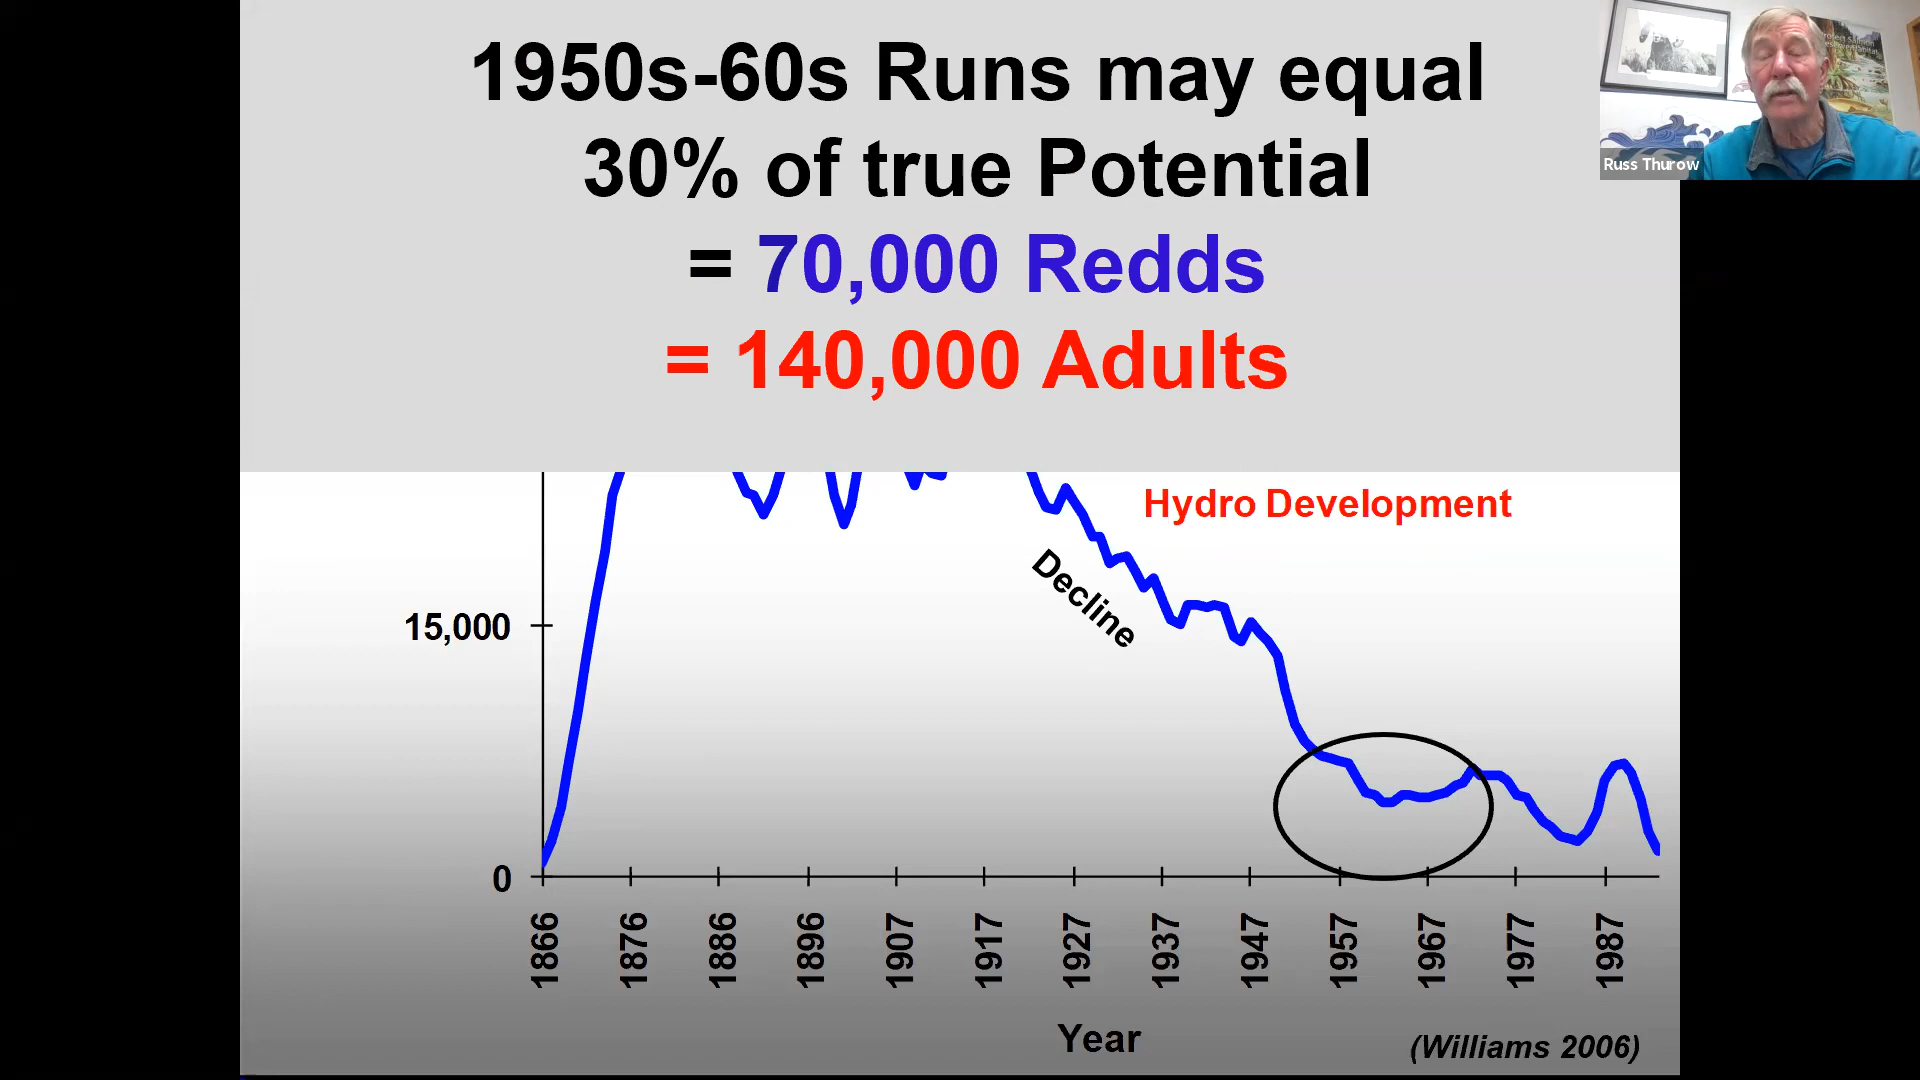 1950s-60s Runs may equal
30% of true Potential
= 70,000 Redds
= 140,000 Adults
Russ Thurow
Hydro Development
Decline
15,000
0
1866
1876
1886
1896
1907
1917
1927
1937
1947
1957
1967
1977
1987
Year
(Williams 2006)